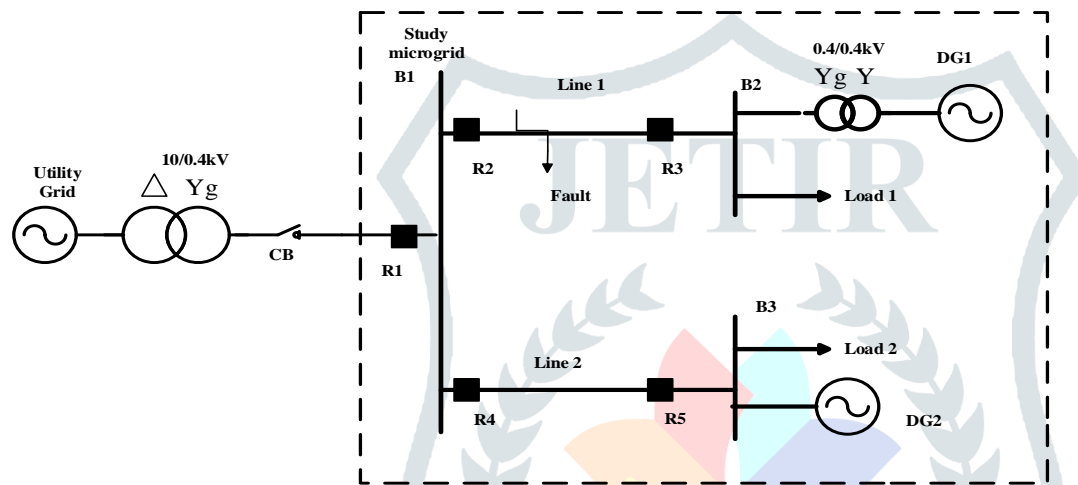 Study
microgrid
B1
Line 1
B2
0.4/0.4kV
Yg Y
DG1
R2
R3
Fault
Load 1
JETIR
Utility
Grid
10/0.4kV
△ Yg
CB
R1
B3
Load 2
Line 2
R4
R5
DG2